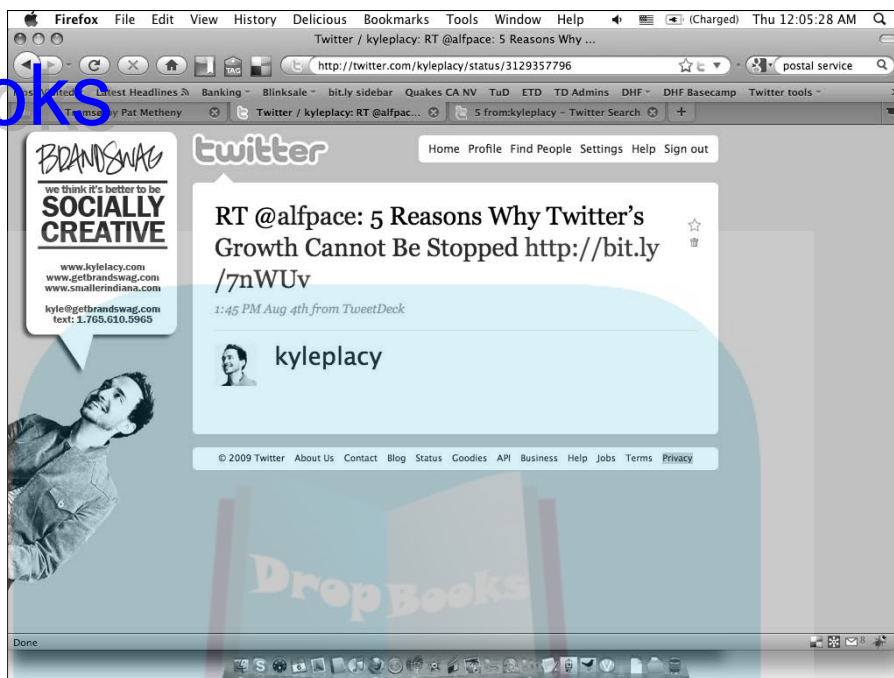 Firefox File Edit View History Delicious Bookmarks Tools Window Help (Charged) Thu 12:05:28 AM
Twitter / kyleplacy: RT @alfpace: 5 Reasons Why ...
http://twitter.com/kyleplacy/status/3129357796 postal service
oks
Latest Headlines Banking Blinksale bit.ly sidebar Quakes CA NV TuD ETD TD Admins DHF DHF Basecamp Twitter tools
by Pat Metheny Twitter / kyleplacy: RT @alfpac... 5 from:kyleplacy - Twitter Search +
BRANDSWAG
we think it's better to be
SOCIALLY
CREATIVE
www.kylelacy.com
www.getbrandswag.com
www.smallerindiana.com
kyle@getbrandswag.com
text: 1.765.610.5965
twitter
Home Profile Find People Settings Help Sign out
RT @alfpace: 5 Reasons Why Twitter's
Growth Cannot Be Stopped http://bit.ly
/7nWUv
1:45 PM Aug 4th from TweetDeck
kyleplacy
© 2009 Twitter About Us Contact Blog Status Goodies API Business Help Jobs Terms Privacy
DropBooks
Done 8